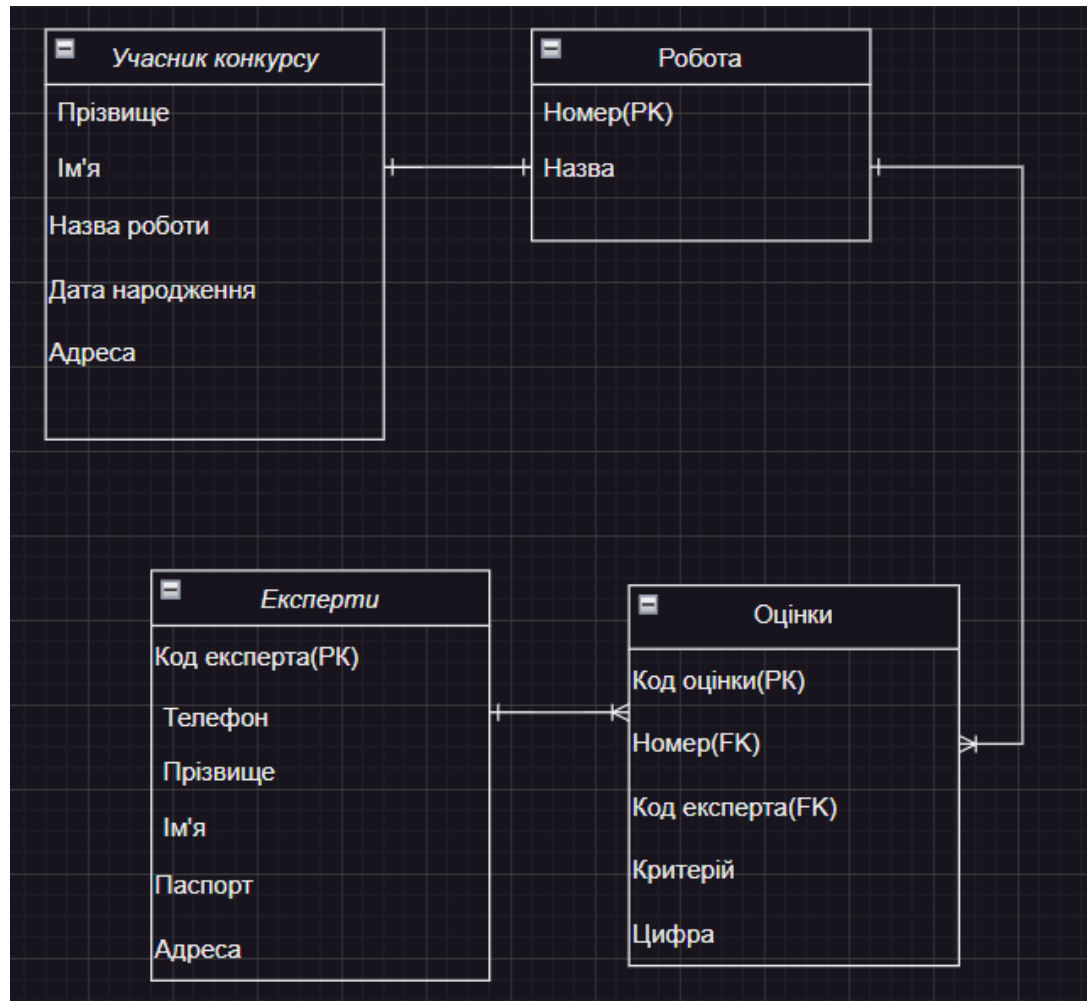 Учасник конкурсу
Прізвище
Ім'я
Назва роботи
Дата народження
Адреса
Робота
Номер(PK)
Назва
Експерти
Код експерта(PK)
Телефон
Прізвище
Ім'я
Паспорт
Адреса
Оцінки
Код оцінки(PK)
Номер(FK)
Код експерта(FK)
Критерій
Цифра